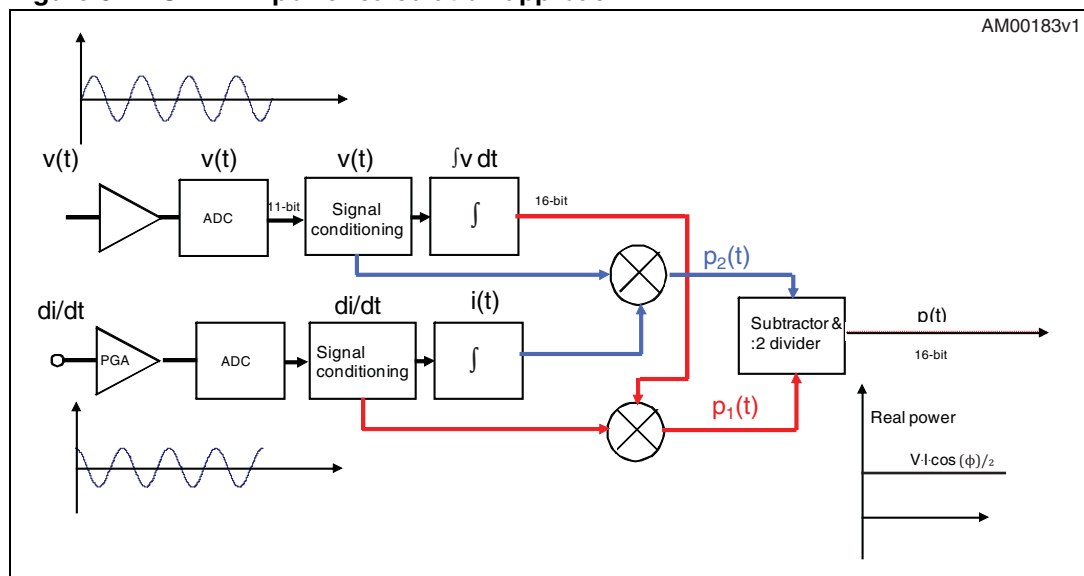 AM00183v1
v(t)
v(t)
v(t)
∫v dt
ADC
11-bit
Signal
conditioning
∫
16-bit
p2(t)
di/dt
di/dt
i(t)
PGA
ADC
Signal
conditioning
∫
Subtractor &
:2 divider
p(t)
16-bit
p1(t)
Real power
V·I·cos (ϕ)/2